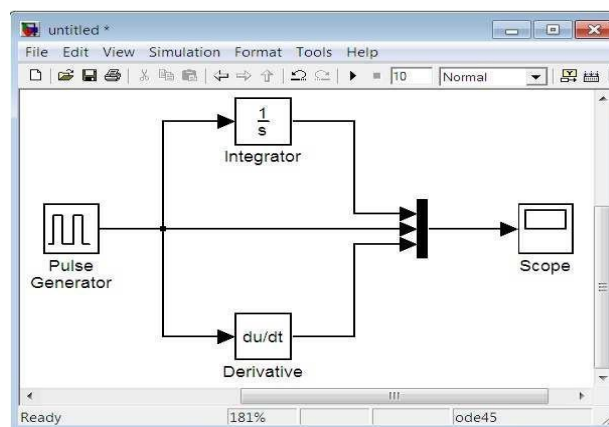 untitled *
File Edit View Simulation Format Tools Help
10 Normal
1
s
Integrator
Pulse
Generator
Scope
du/dt
Derivative
Ready 181% ode45